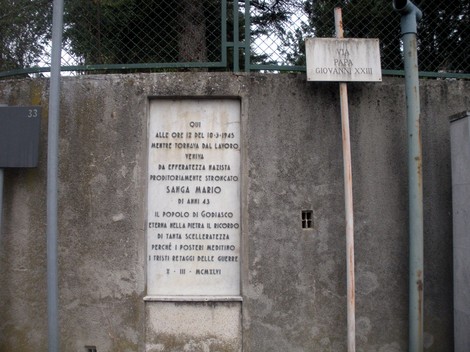 33
VIA
PAPA
GIOVANNI XXIII
QUI
ALLE ORE 12 DEL 10-3-1945
MENTRE TORNAVA DAL LAVORO
VENIVA
DA EFFERATEZZA NAZISTA
PRODITORIAMENTE STRONCATO
SANGA MARIO
DI ANNI 43
IL POPOLO DI GODIASCO
ETERNA NELLA PIETRA IL RICORDO
DI TANTA SCELLERATEZZA
PERCHÈ I POSTERI MEDITINO
I TRISTI RETAGGI DELLE GUERRE
- III - MCMXLVI